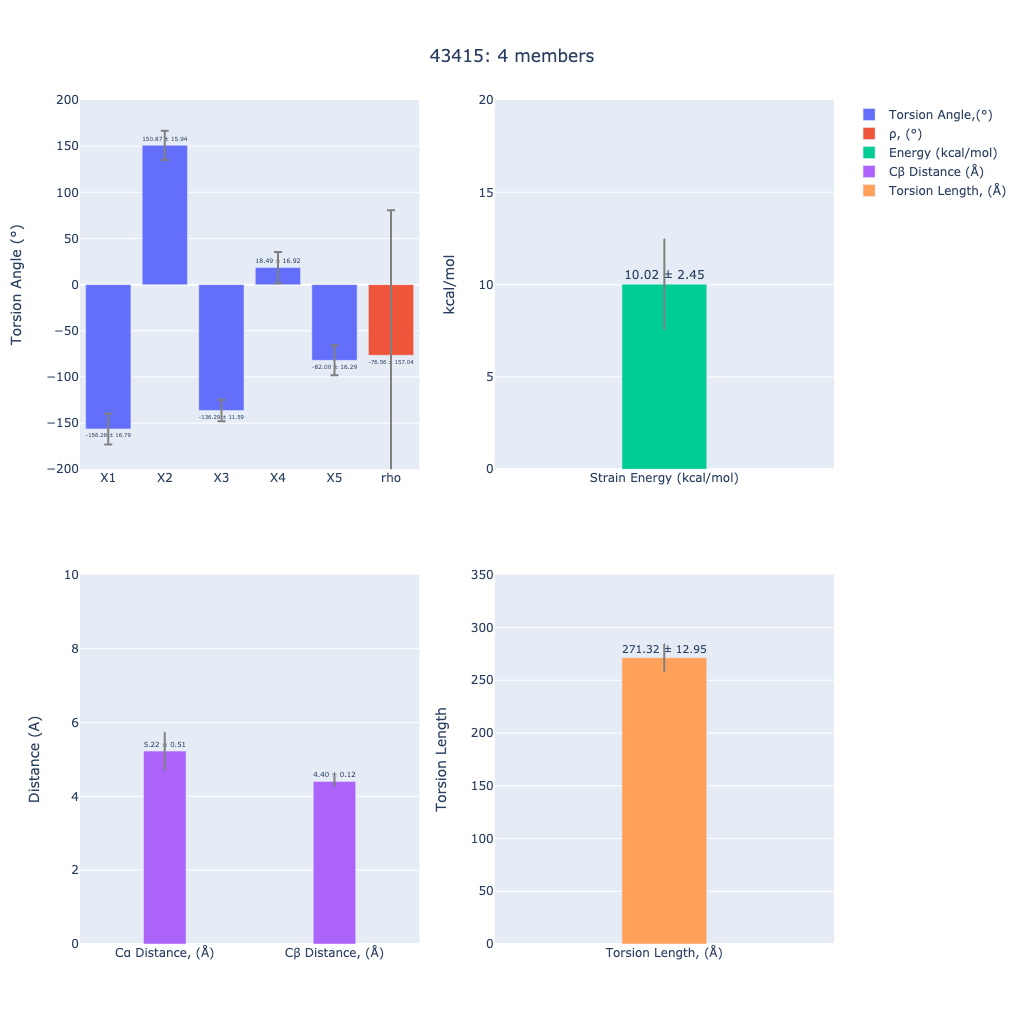 43415: 4 members
Torsion Angle (°)
200
150
100
50
0
−50
−100
−150
−200
−156.28 ± 16.79
150.87 ± 15.94
−136.29 ± 11.59
18.49 ± 16.92
−82.00 ± 16.29
−76.56 ± 157.04
X1 X2 X3 X4 X5 rho
kcal/mol
20
15
10
5
0
10.02 ± 2.45
Strain Energy (kcal/mol)
Torsion Angle,(°)
ρ, (°)
Energy (kcal/mol)
Cβ Distance (Å)
Torsion Length, (Å)
Distance (A)
10
8
6
4
2
0
5.22 ± 0.51
4.40 ± 0.12
Cα Distance, (Å) Cβ Distance, (Å)
Torsion Length
350
300
250
200
150
100
50
0
271.32 ± 12.95
Torsion Length, (Å)